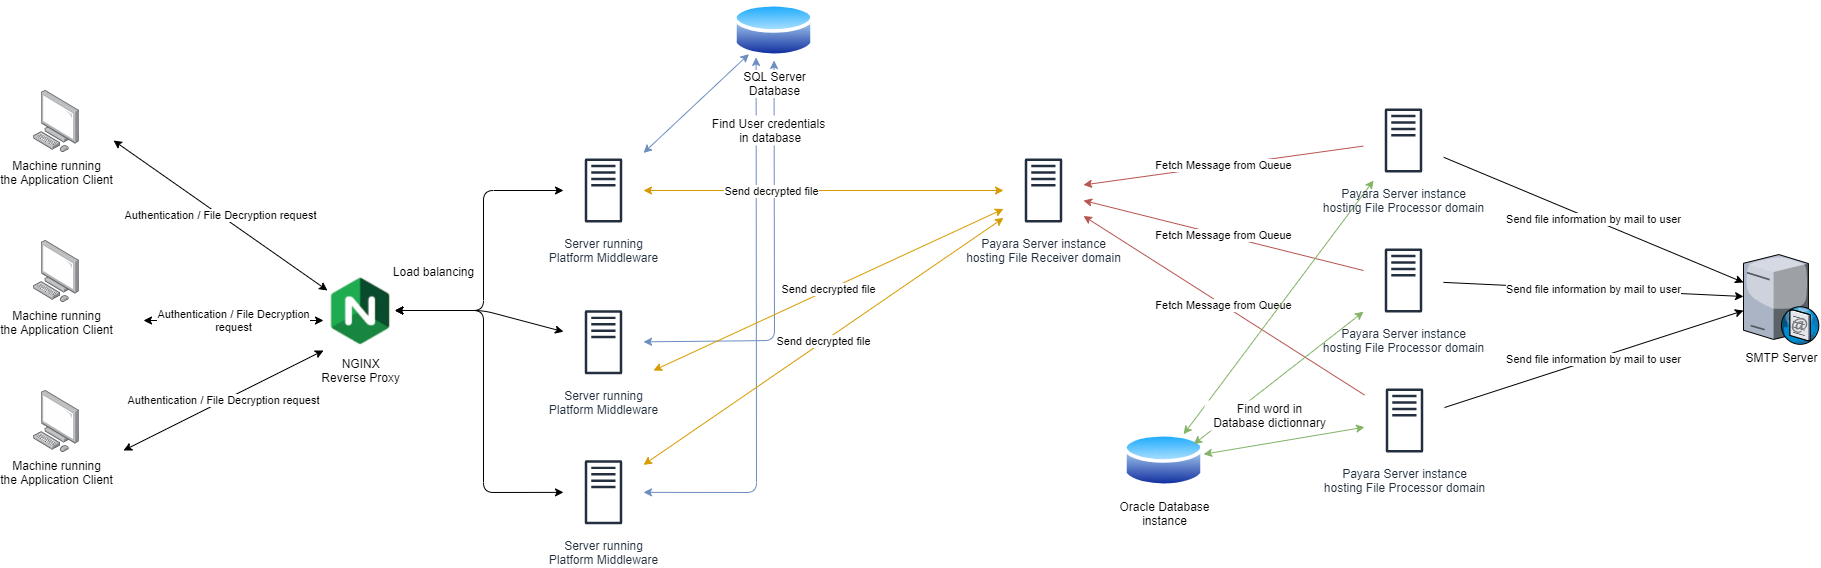 Machine running
the Application Client
Machine running
the Application Client
Machine running
the Application Client
Authentication / File Decryption request
Authentication / File Decryption
request
Authentication / File Decryption request
N
NGINX
Reverse Proxy
Load balancing
SQL Server
Database
Find User credentials
in database
Server running
Platform Middleware
Server running
Platform Middleware
Server running
Platform Middleware
Send decrypted file
Send decrypted file
Send decrypted file
Payara Server instance
hosting File Receiver domain
Fetch Message from Queue
Fetch Message from Queue
Fetch Message from Queue
Payara Server instance
hosting File Processor domain
Payara Server instance
hosting File Processor domain
Payara Server instance
hosting File Processor domain
Find word in
Database dictionnary
Oracle Database
instance
Send file information by mail to user
Send file information by mail to user
Send file information by mail to user
@
SMTP Server